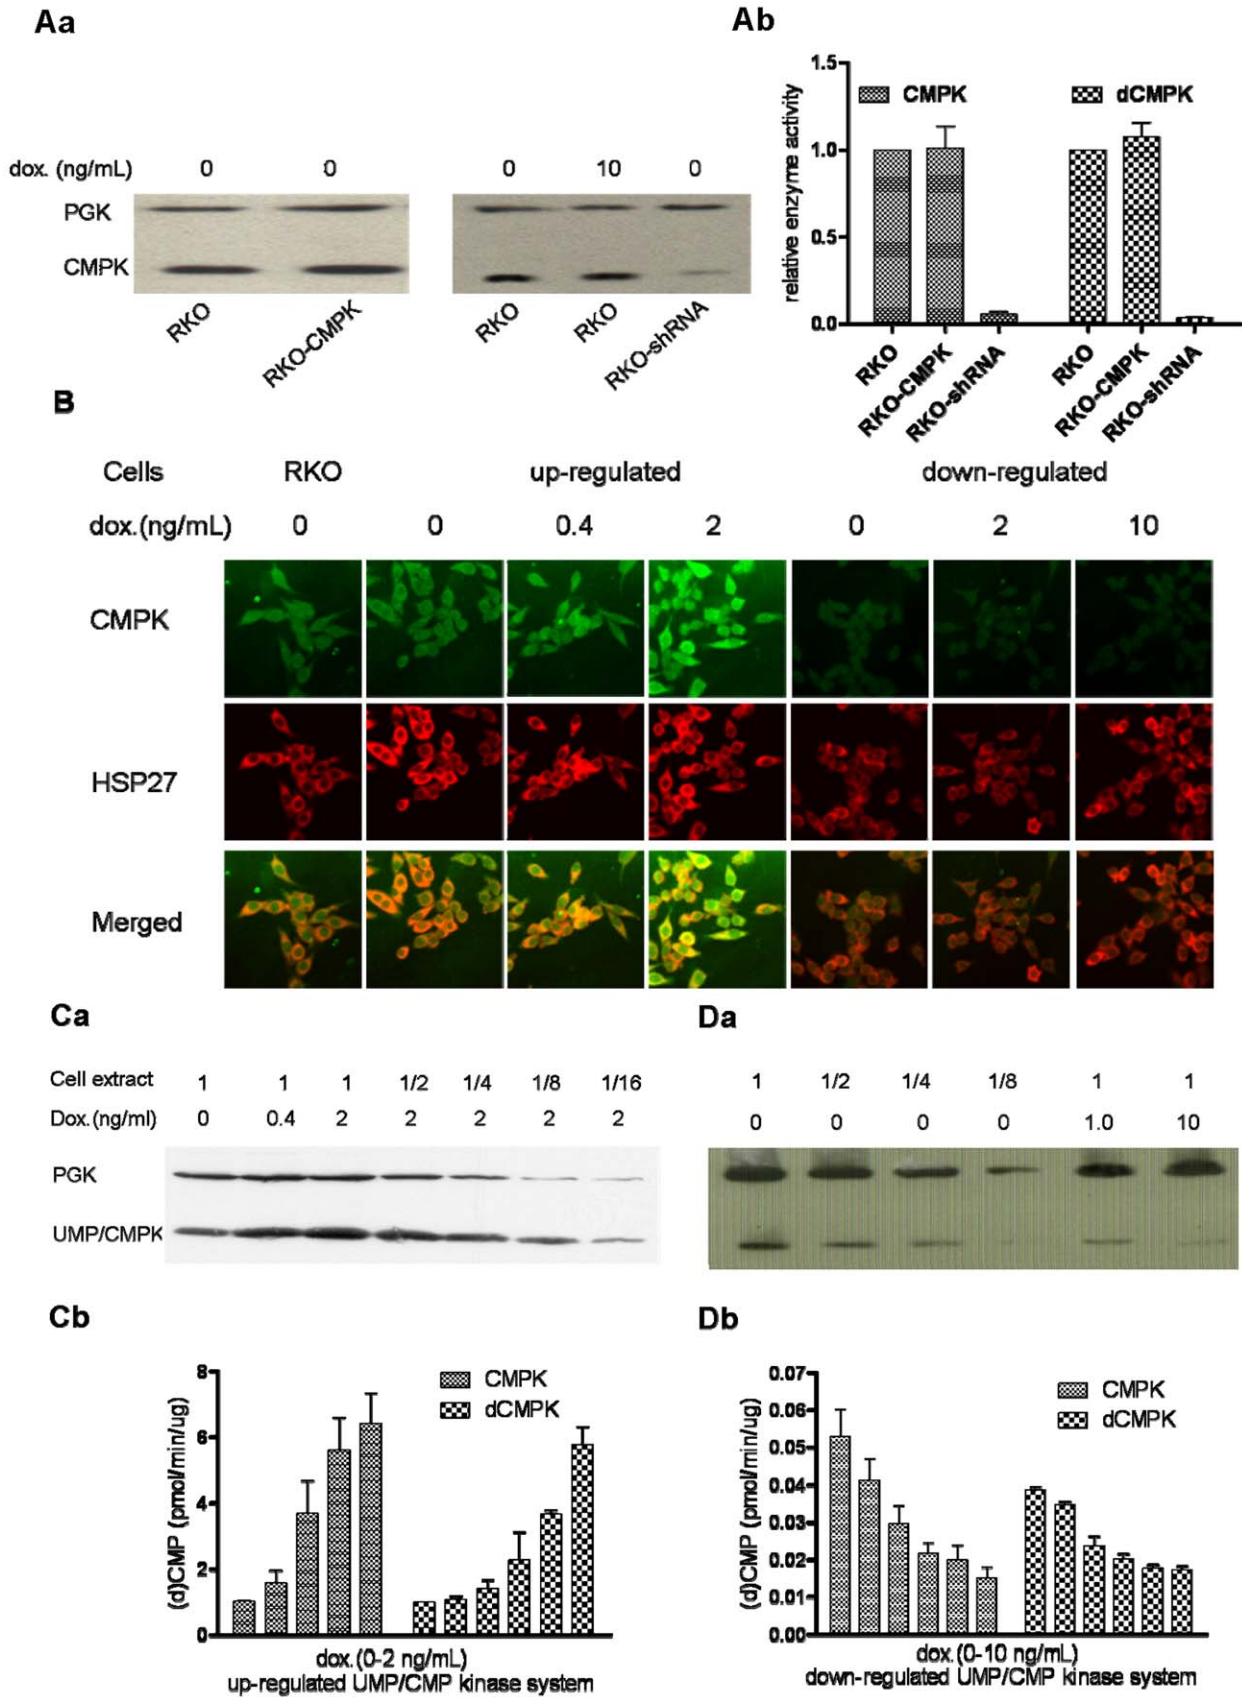 Aa
dox. (ng/mL) 0 0 0 10 0
PGK
CMPK
RKO RKO-CMPK RKO RKO RKO-shRNA
Ab
1.5
1.0
0.5
0.0
relative enzyme activity
CMPK dCMPK
RKO RKO-CMPK RKO-shRNA RKO RKO-CMPK RKO-shRNA
B
Cells RKO up-regulated down-regulated
dox.(ng/mL) 0 0 0.4 2 0 2 10
CMPK
HSP27
Merged
Ca
Cell extract 1 1 1 1/2 1/4 1/8 1/16
Dox.(ng/ml) 0 0.4 2 2 2 2 2
PGK
UMP/CMPK
Da
1 1/2 1/4 1/8 1 1
0 0 0 0 1.0 10
Cb
8
6
4
2
0
(d)CMP (pmol/min/ug)
CMPK
dCMPK
dox.(0-2 ng/mL)
up-regulated UMP/CMP kinase system
Db
0.07
0.06
0.05
0.04
0.03
0.02
0.01
0.00
(d)CMP (pmol/min/ug)
CMPK
dCMPK
dox.(0-10 ng/mL)
down-regulated UMP/CMP kinase system